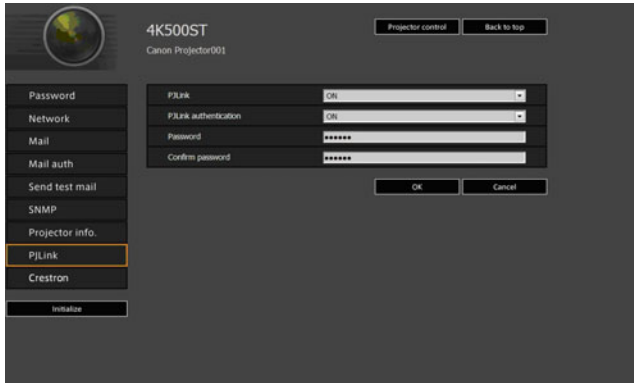 4K500ST
Canon Projector001
Projector control
Back to top
Password
Network
Mail
Mail auth
Send test mail
SNMP
Projector info.
PJLink
Crestron
Initialize
PJLink ON
PJLink authentication ON
Password ••••••
Confirm password ••••••
OK
Cancel